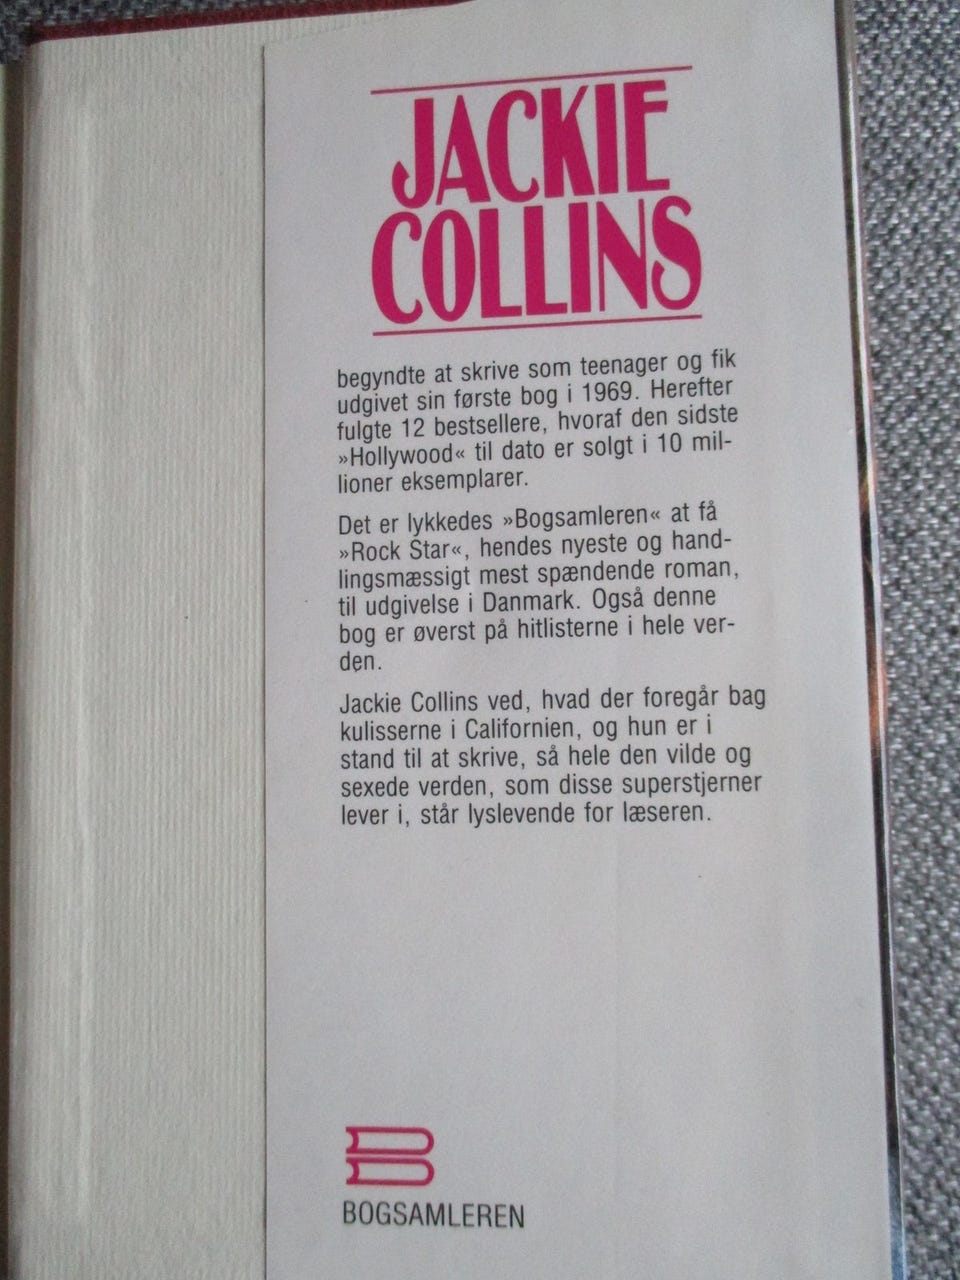 JACKIE
COLLINS
begyndte at skrive som teenager og fik
udgivet sin første bog i 1969. Herefter
fulgte 12 bestsellere, hvoraf den sidste
»Hollywood« til dato er solgt i 10 mil-
lioner eksemplarer.
Det er lykkedes »Bogsamleren« at få
»Rock Star«, hendes nyeste og hand-
lingsmæssigt mest spændende roman,
til udgivelse i Danmark. Også denne
bog er øverst på hitlisterne i hele ver-
den.
Jackie Collins ved, hvad der foregår bag
kulisserne i Californien, og hun er i
stand til at skrive, så hele den vilde og
sexede verden, som disse superstjerner
lever i, står lyslevende for læseren.
BOGSAMLEREN